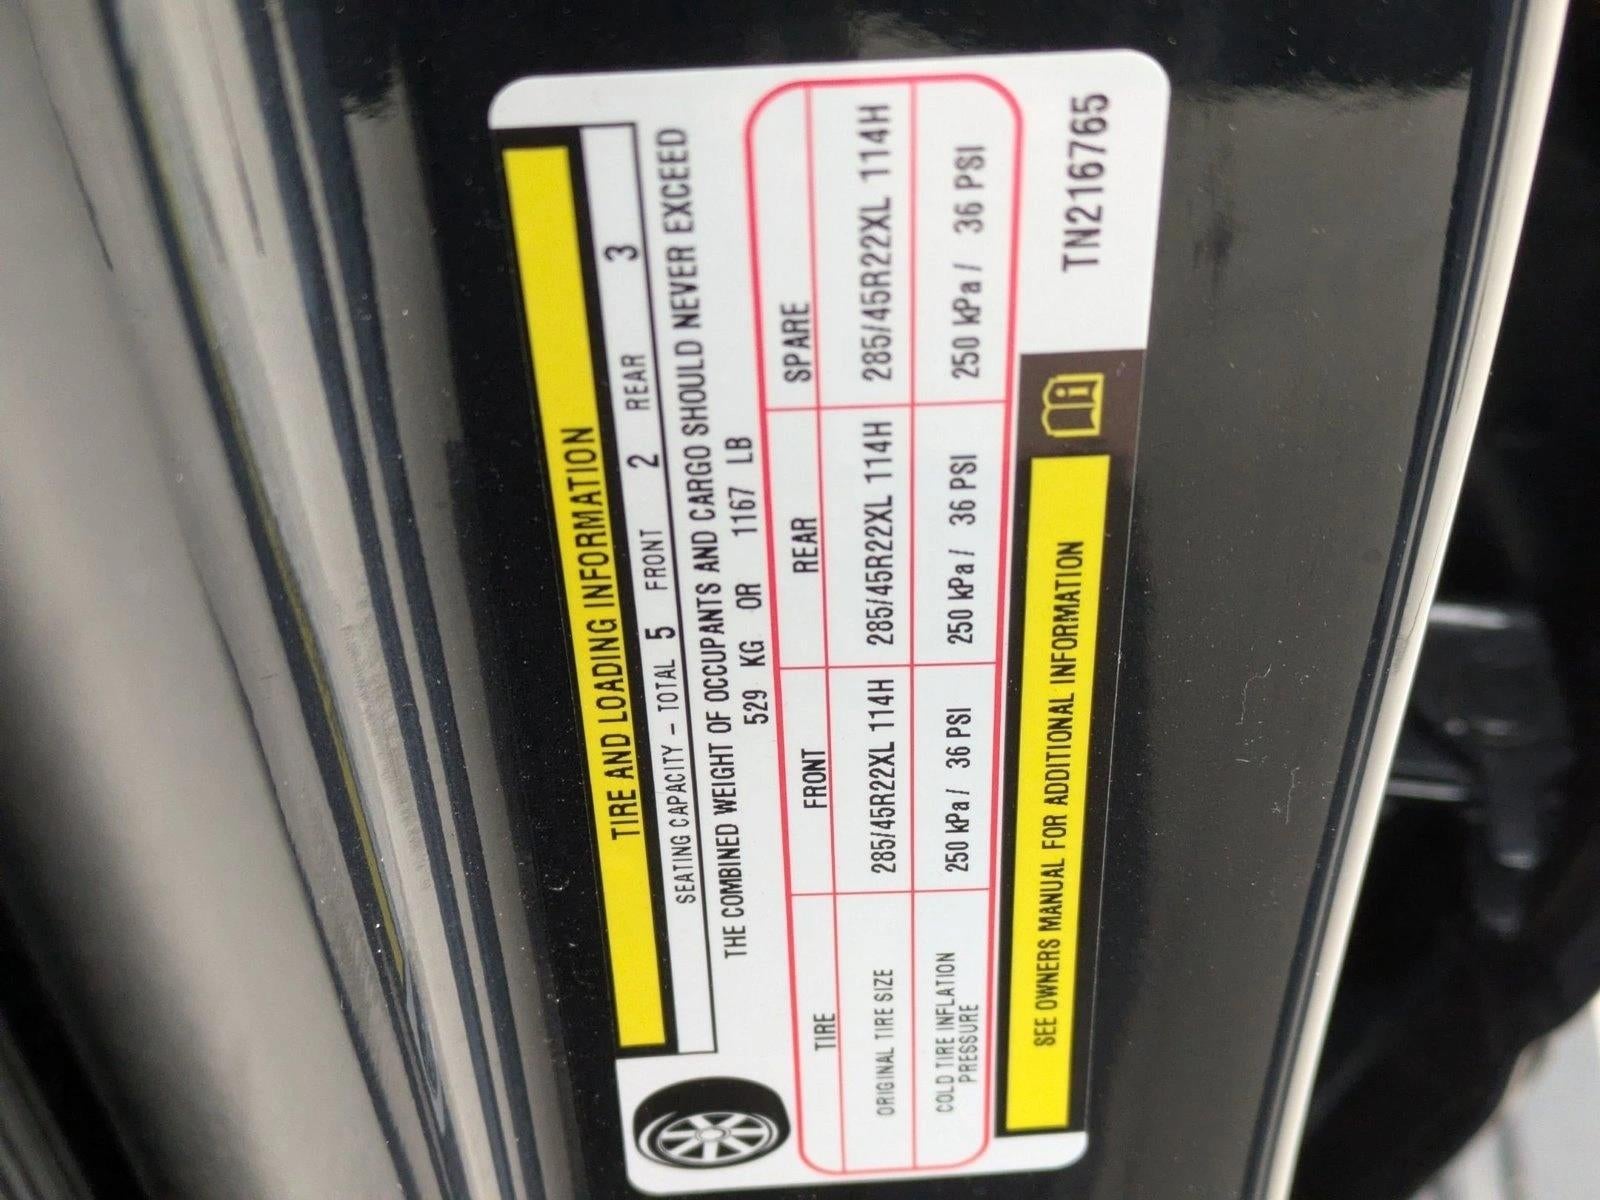 TIRE AND LOADING INFORMATION
SEATING CAPACITY - TOTAL 5 FRONT 2 REAR 3
THE COMBINED WEIGHT OF OCCUPANTS AND CARGO SHOULD NEVER EXCEED
529 KG OR 1167 LB
TIRE FRONT REAR SPARE
ORIGINAL TIRE SIZE 285/45R22XL 114H 285/45R22XL 114H 285/45R22XL 114H
COLD TIRE INFLATION
PRESSURE 250 kPa / 36 PSI 250 kPa / 36 PSI 250 kPa / 36 PSI
SEE OWNERS MANUAL FOR ADDITIONAL INFORMATION
TN216765